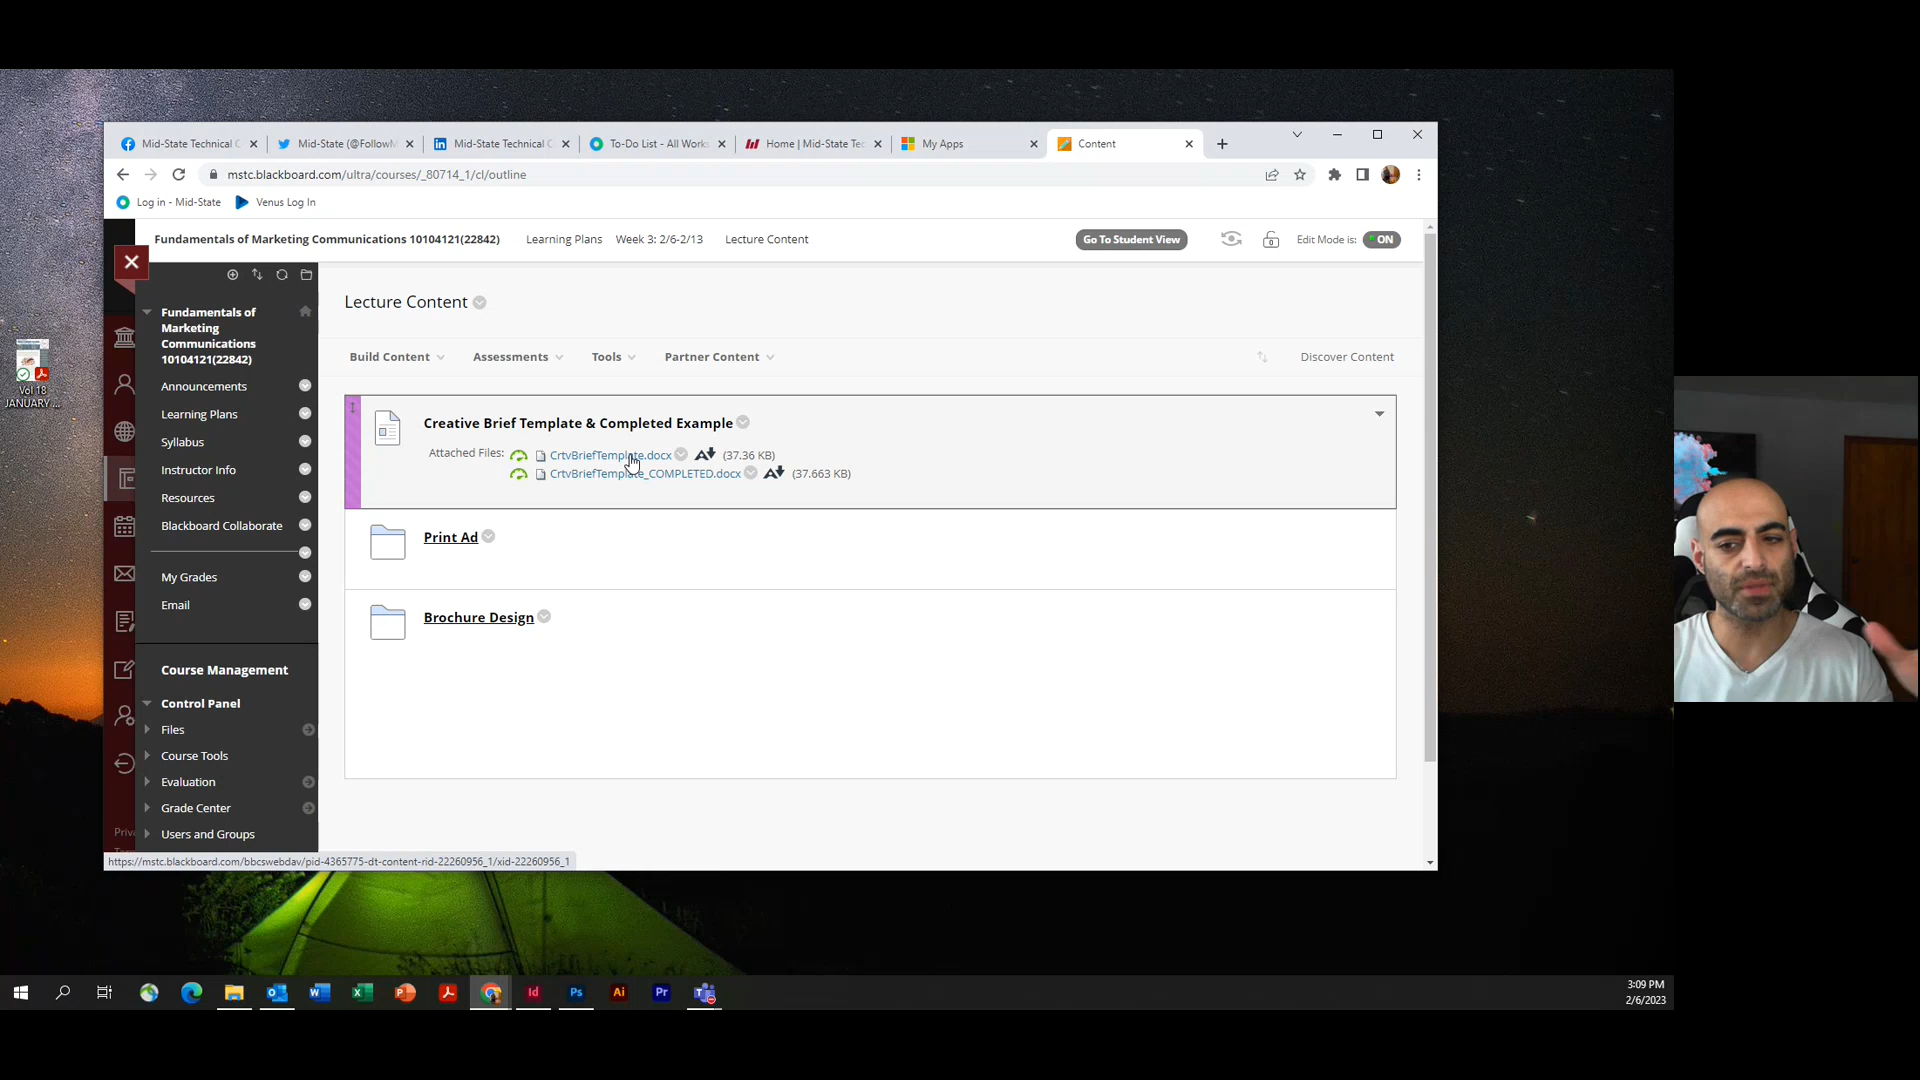 Mid-State Technical C
Mid-State (@FollowM
Mid-State Technical C
To-Do List - All Works
Home | Mid-State Tec
My Apps
Content
mstc.blackboard.com/ultra/courses/_80714_1/cl/outline
Log in - Mid-State
Venus Log In
Fundamentals of Marketing Communications 10104121(22842)
Learning Plans
Week 3: 2/6-2/13
Lecture Content
Go To Student View
Edit Mode is:
ON
Fundamentals of
Marketing
Communications
10104121(22842)
Announcements
Learning Plans
Syllabus
Instructor Info
Resources
Blackboard Collaborate
My Grades
Email
Course Management
Control Panel
Files
Course Tools
Evaluation
Grade Center
Users and Groups
Lecture Content
Build Content
Assessments
Tools
Partner Content
Discover Content
Creative Brief Template & Completed Example
Attached Files:
CrtvBriefTemplate.docx
(37.36 KB)
CrtvBriefTemplate_COMPLETED.docx
(37.663 KB)
Print Ad
Brochure Design
Priva
https://mstc.blackboard.com/bbcswebdav/pid-4365775-dt-content-rid-22260956_1/xid-22260956_1
Vol 18
JANUARY ...
Id
Ps
Ai
Pr
3:09 PM
2/6/2023